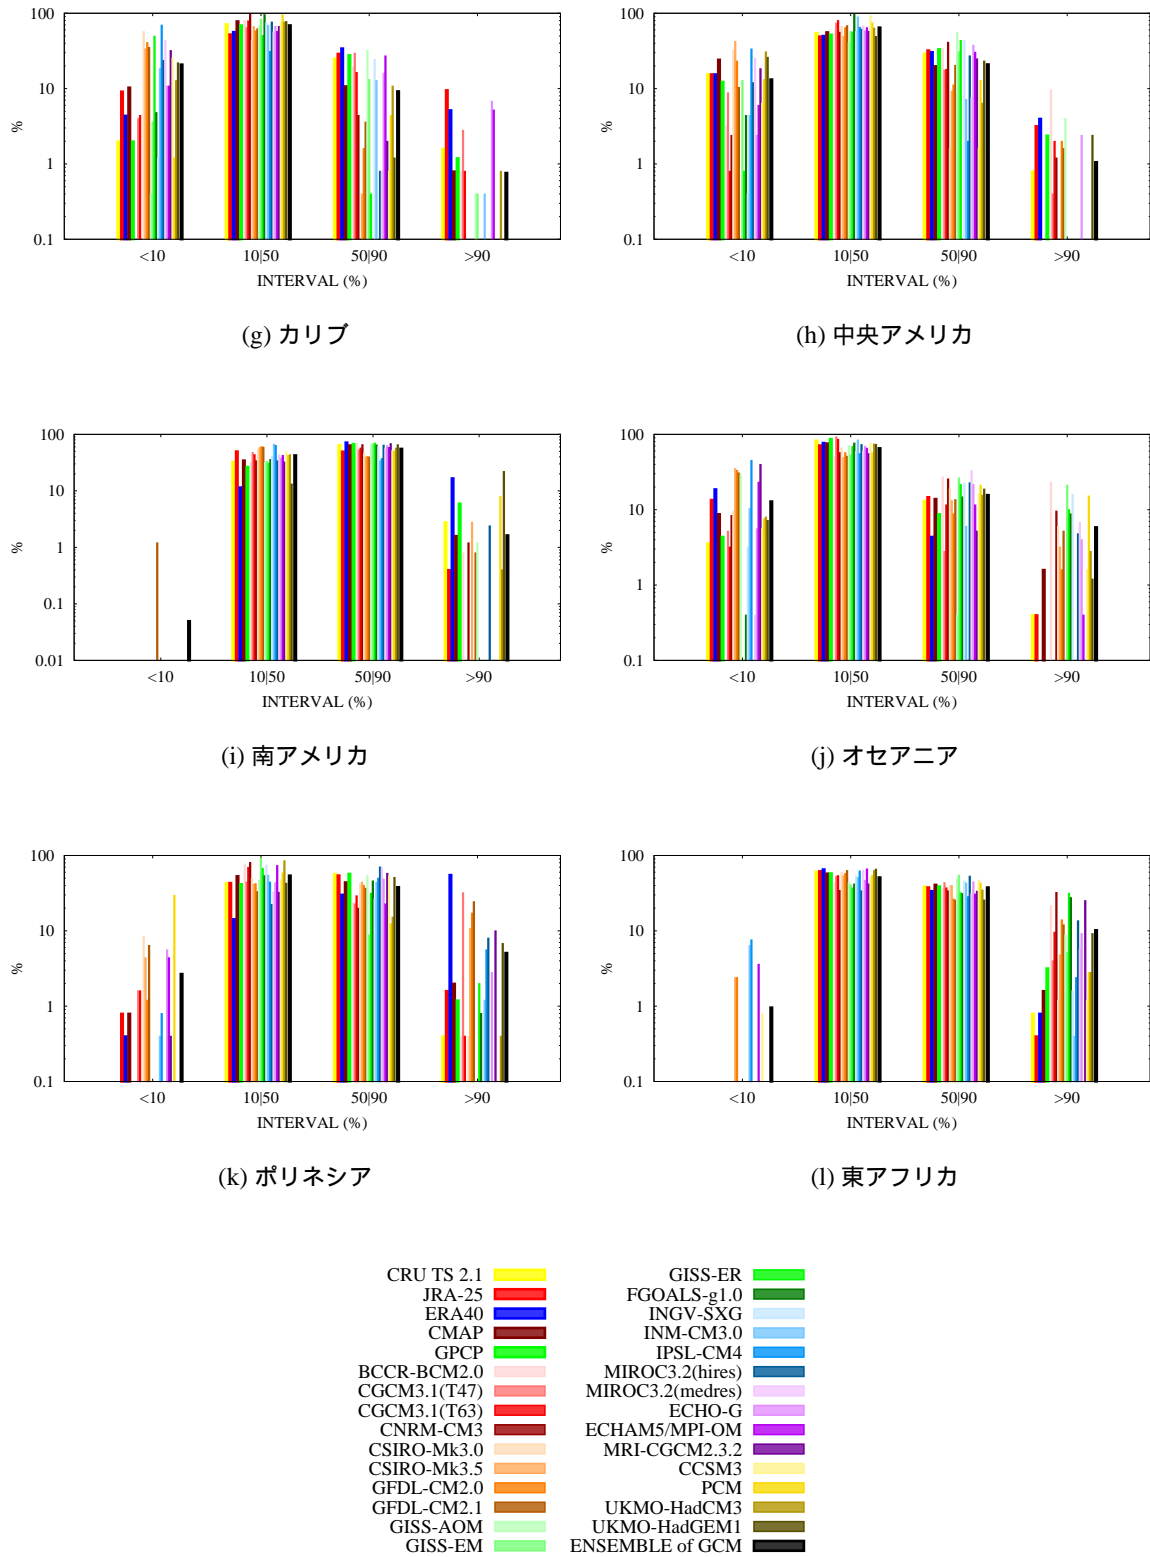 100
10
1
0.1
%
<10
10|50
50|90
>90
INTERVAL (%)
(g) カリブ
100
10
1
0.1
%
<10
10|50
50|90
>90
INTERVAL (%)
(h) 中央アメリカ
100
10
1
0.1
0.01
%
<10
10|50
50|90
>90
INTERVAL (%)
(i) 南アメリカ
100
10
1
0.1
%
<10
10|50
50|90
>90
INTERVAL (%)
(j) オセアニア
100
10
1
0.1
%
<10
10|50
50|90
>90
INTERVAL (%)
(k) ポリネシア
100
10
1
0.1
%
<10
10|50
50|90
>90
INTERVAL (%)
(l) 東アフリカ
CRU TS 2.1
JRA-25
ERA40
CMAP
GPCP
BCCR-BCM2.0
CGCM3.1(T47)
CGCM3.1(T63)
CNRM-CM3
CSIRO-Mk3.0
CSIRO-Mk3.5
GFDL-CM2.0
GFDL-CM2.1
GISS-AOM
GISS-EM
GISS-ER
FGOALS-g1.0
INGV-SXG
INM-CM3.0
IPSL-CM4
MIROC3.2(hires)
MIROC3.2(medres)
ECHO-G
ECHAM5/MPI-OM
MRI-CGCM2.3.2
CCSM3
PCM
UKMO-HadCM3
UKMO-HadGEM1
ENSEMBLE of GCM